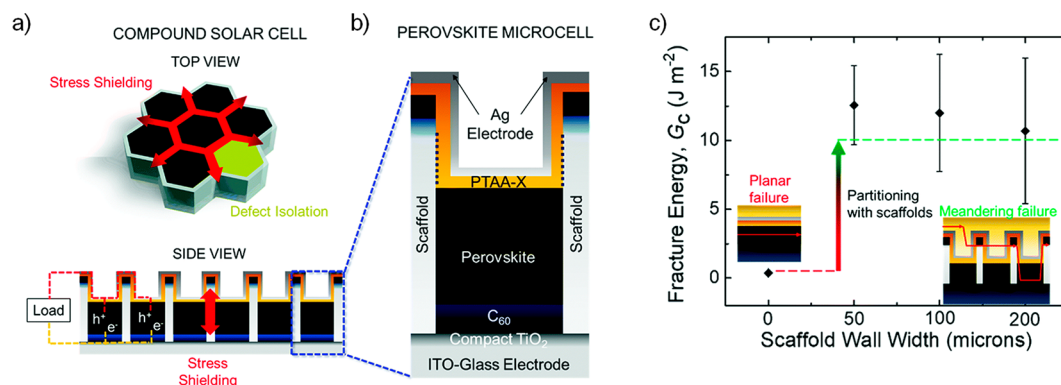 a)
COMPOUND SOLAR CELL
TOP VIEW
Stress Shielding
Defect Isolation
SIDE VIEW
Load
h+
e-
h+
e-
Stress
Shielding
b)
PEROVSKITE MICROCELL
Ag
Electrode
PTAA-X
Scaffold
Scaffold
Perovskite
C60
Compact TiO2
ITO-Glass Electrode
c)
Fracture Energy, GC (J m-2)
15
10
5
0
Planar
failure
Partitioning
with scaffolds
Meandering failure
0
50
100
200
Scaffold Wall Width (microns)